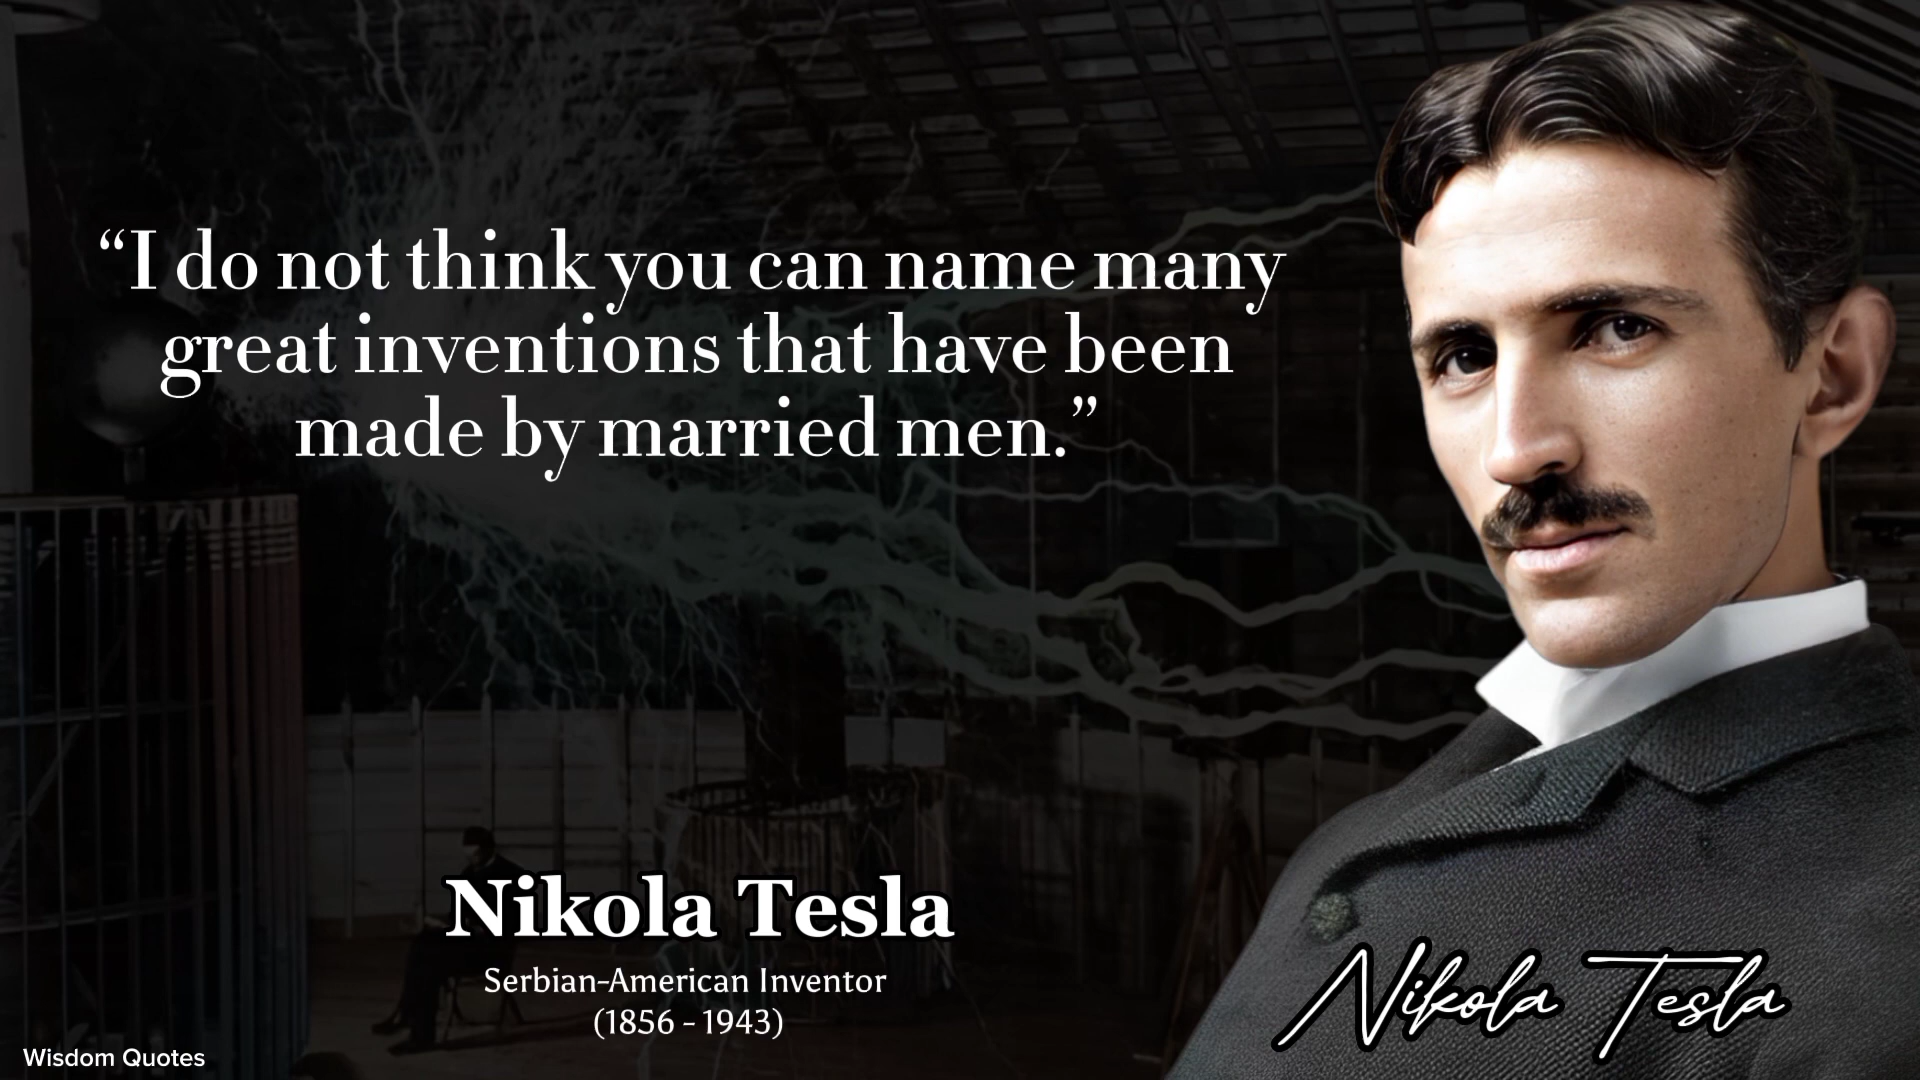 “I do not think you can name many
great inventions that have been
made by married men.”
Nikola Tesla
Serbian-American Inventor
(1856 - 1943)
Nikola Tesla
Wisdom Quotes